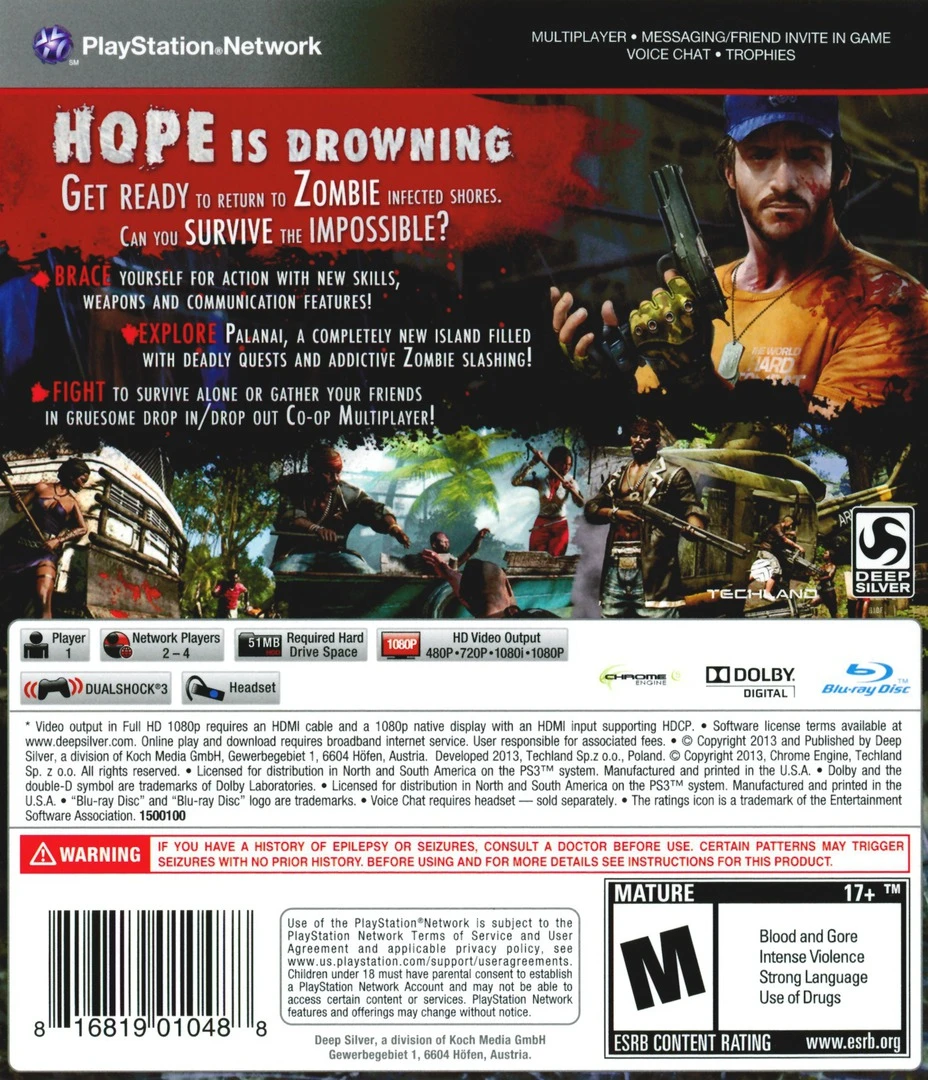 PlayStation®Network
SM
MULTIPLAYER • MESSAGING/FRIEND INVITE IN GAME
VOICE CHAT • TROPHIES
HOPE IS DROWNING
GET READY TO RETURN TO ZOMBIE INFECTED SHORES.
CAN YOU SURVIVE THE IMPOSSIBLE?
BRACE YOURSELF FOR ACTION WITH NEW SKILLS,
WEAPONS AND COMMUNICATION FEATURES!
EXPLORE PALANAI, A COMPLETELY NEW ISLAND FILLED
WITH DEADLY QUESTS AND ADDICTIVE ZOMBIE SLASHING!
FIGHT TO SURVIVE ALONE OR GATHER YOUR FRIENDS
IN GRUESOME DROP IN/DROP OUT CO-OP MULTIPLAYER!
TECHLAND
DEEP
SILVER
Player
1
Network Players
2 – 4
51MB
Required Hard
Drive Space
1080P
HD Video Output
480P•720P•1080i•1080P
DUALSHOCK®3
Headset
CHROME
ENGINE
DOLBY
DIGITAL
Blu-ray Disc™
* Video output in Full HD 1080p requires an HDMI cable and a 1080p native display with an HDMI input supporting HDCP. • Software license terms available at
www.deepsilver.com. Online play and download requires broadband internet service. User responsible for associated fees. • © Copyright 2013 and Published by Deep
Silver, a division of Koch Media GmbH, Gewerbegebiet 1, 6604 Höfen, Austria. Developed 2013, Techland Sp.z o.o., Poland. © Copyright 2013, Chrome Engine, Techland
Sp. z o.o. All rights reserved. • Licensed for distribution in North and South America on the PS3™ system. Manufactured and printed in the U.S.A. • Dolby and the
double-D symbol are trademarks of Dolby Laboratories. • Licensed for distribution in North and South America on the PS3™ system. Manufactured and printed in the
U.S.A. • “Blu-ray Disc” and “Blu-ray Disc” logo are trademarks. • Voice Chat requires headset — sold separately. • The ratings icon is a trademark of the Entertainment
Software Association. 1500100
WARNING
IF YOU HAVE A HISTORY OF EPILEPSY OR SEIZURES, CONSULT A DOCTOR BEFORE USE. CERTAIN PATTERNS MAY TRIGGER
SEIZURES WITH NO PRIOR HISTORY. BEFORE USING AND FOR MORE DETAILS SEE INSTRUCTIONS FOR THIS PRODUCT.
8 16819 01048 8
Use of the PlayStation®Network is subject to the
PlayStation Network Terms of Service and User
Agreement and applicable privacy policy, see
www.us.playstation.com/support/useragreements.
Children under 18 must have parental consent to establish
a PlayStation Network Account and may not be able to
access certain content or services. PlayStation Network
features and offerings may change without notice.
Deep Silver, a division of Koch Media GmbH
Gewerbegebiet 1, 6604 Höfen, Austria.
MATURE 17+ ™
M
Blood and Gore
Intense Violence
Strong Language
Use of Drugs
ESRB CONTENT RATING www.esrb.org